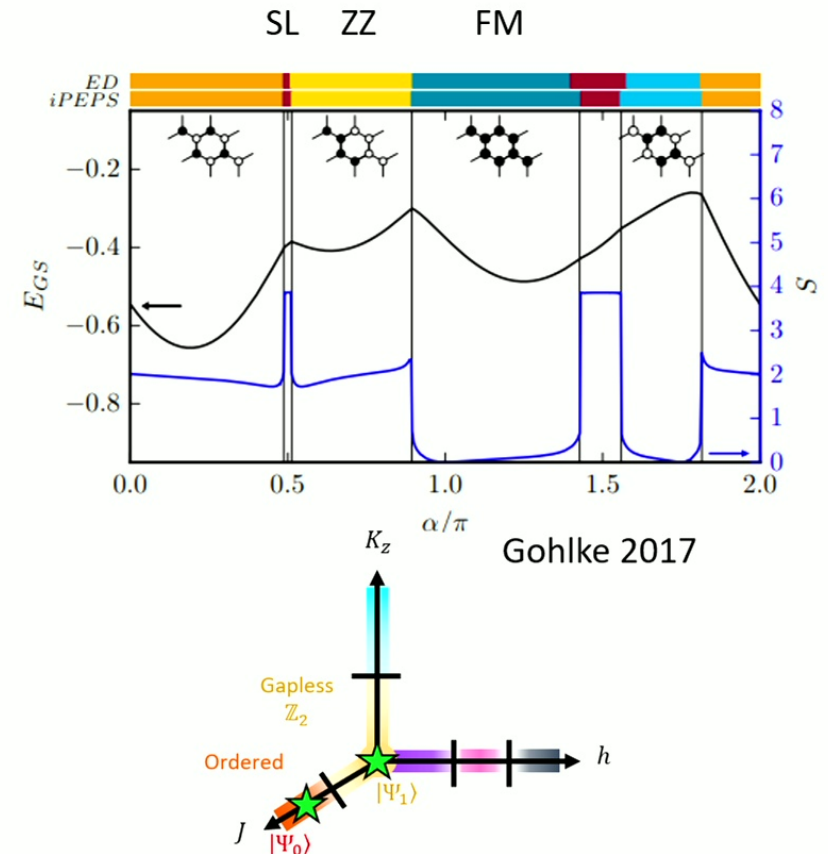 SL ZZ FM
ED
iPEPS
8
7
−0.2
6
5
−0.4
E_GS
4
S
−0.6
3
2
−0.8
1
0
0.0 0.5 1.0 1.5 2.0
α/π
K_z
Gohlke 2017
Gapless
ℤ₂
Ordered
h
|Ψ₁⟩
J
|Ψ₀⟩